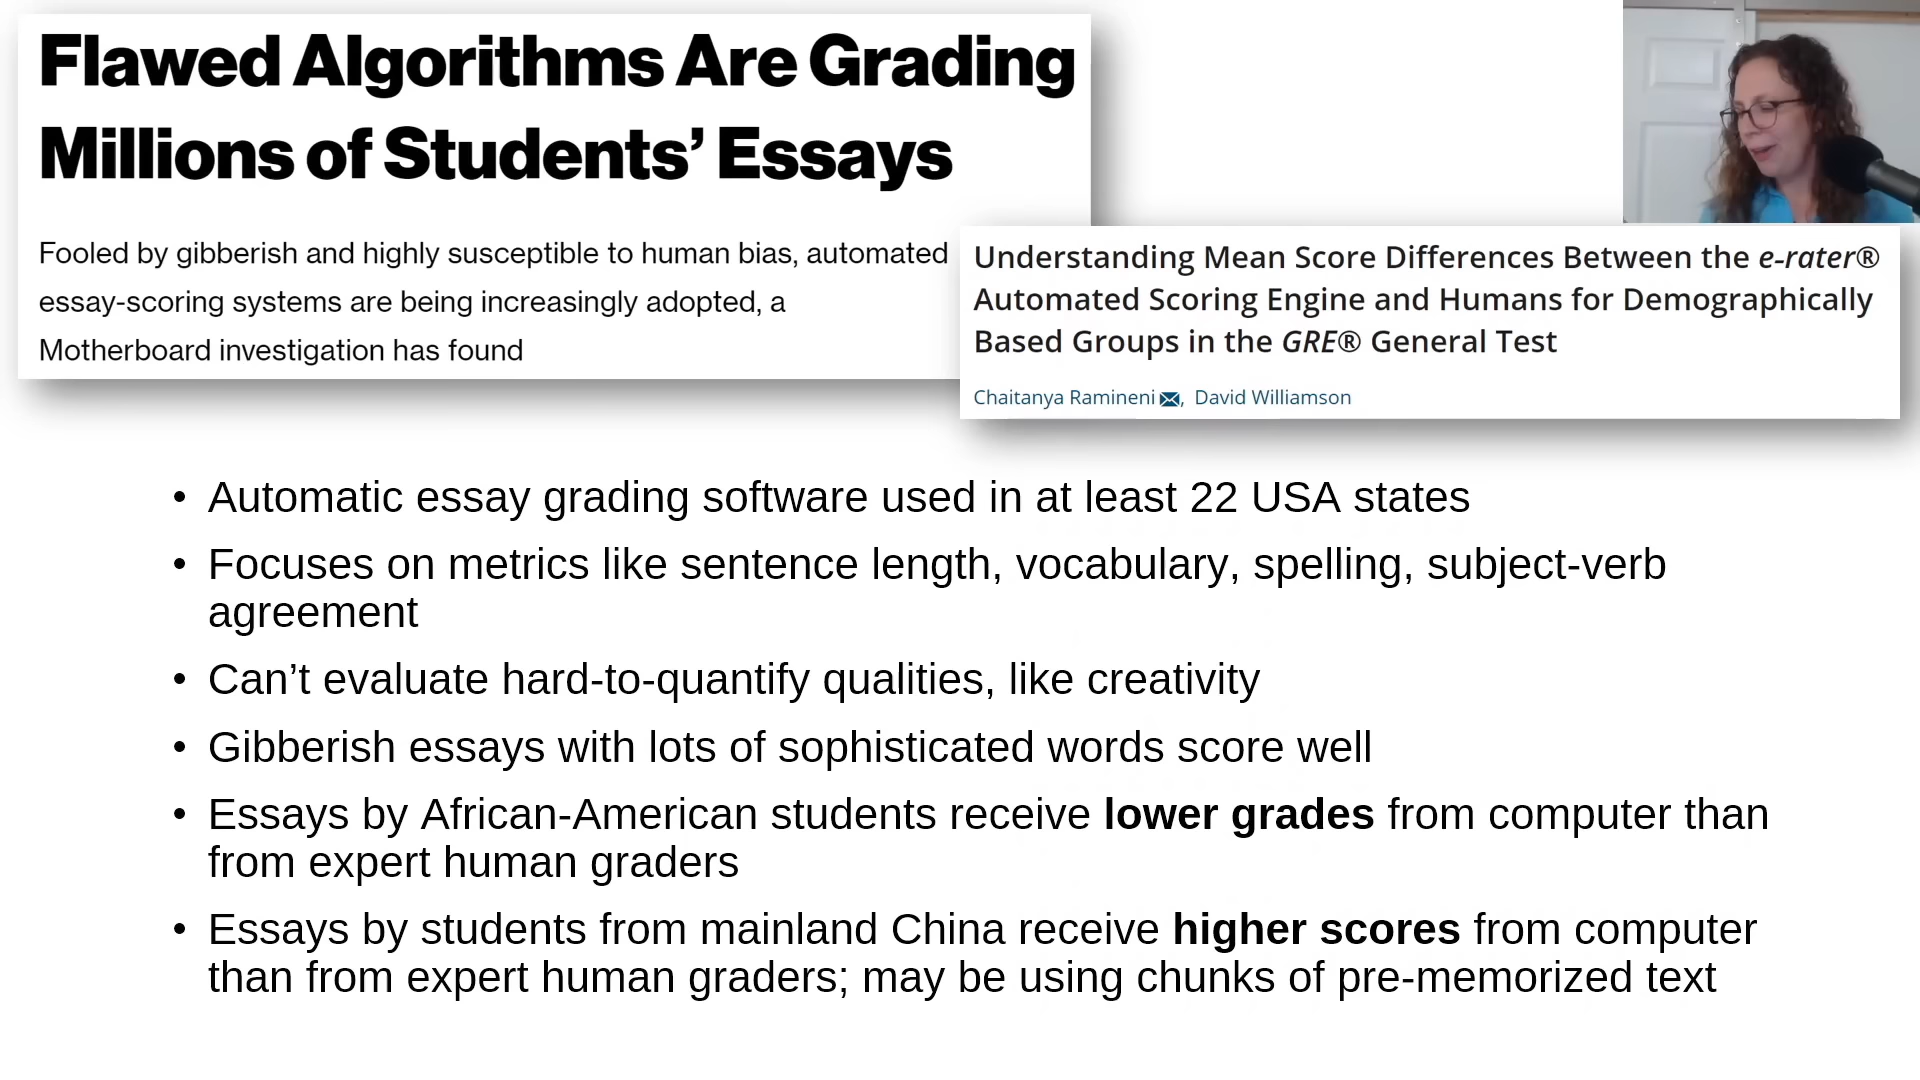 Flawed Algorithms Are Grading
Millions of Students’ Essays
Fooled by gibberish and highly susceptible to human bias, automated
essay-scoring systems are being increasingly adopted, a
Motherboard investigation has found
Understanding Mean Score Differences Between the e-rater®
Automated Scoring Engine and Humans for Demographically
Based Groups in the GRE® General Test
Chaitanya Ramineni, David Williamson
• Automatic essay grading software used in at least 22 USA states
• Focuses on metrics like sentence length, vocabulary, spelling, subject-verb
agreement
• Can’t evaluate hard-to-quantify qualities, like creativity
• Gibberish essays with lots of sophisticated words score well
• Essays by African-American students receive lower grades from computer than
from expert human graders
• Essays by students from mainland China receive higher scores from computer
than from expert human graders; may be using chunks of pre-memorized text